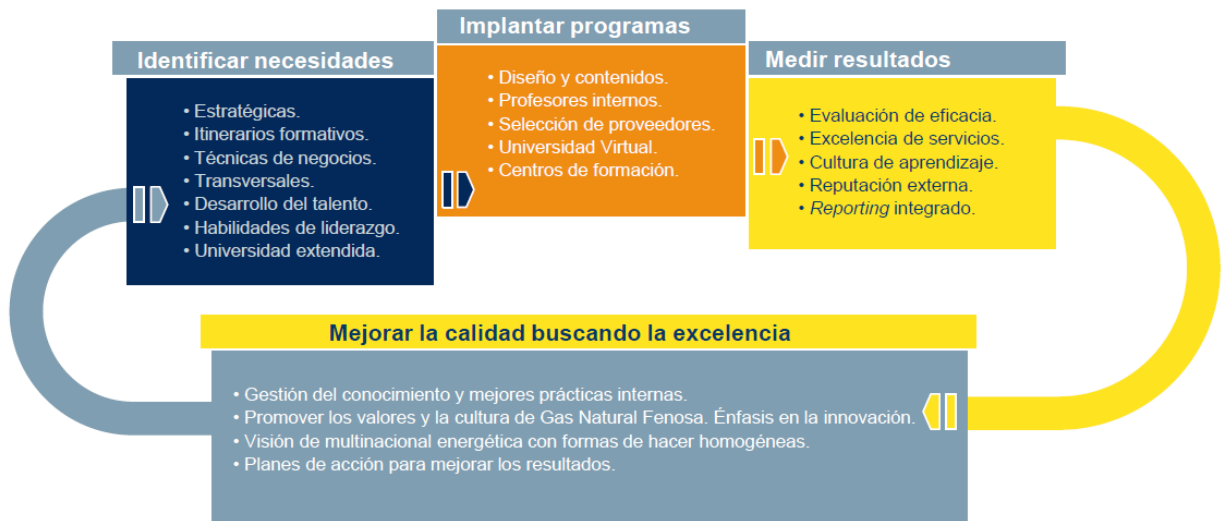 Identificar necesidades
• Estratégicas.
• Itinerarios formativos.
• Técnicas de negocios.
• Transversales.
• Desarrollo del talento.
• Habilidades de liderazgo.
• Universidad extendida.
Implantar programas
• Diseño y contenidos.
• Profesores internos.
• Selección de proveedores.
• Universidad Virtual.
• Centros de formación.
Medir resultados
• Evaluación de eficacia.
• Excelencia de servicios.
• Cultura de aprendizaje.
• Reputación externa.
• Reporting integrado.
Mejorar la calidad buscando la excelencia
• Gestión del conocimiento y mejores prácticas internas.
• Promover los valores y la cultura de Gas Natural Fenosa. Énfasis en la innovación.
• Visión de multinacional energética con formas de hacer homogéneas.
• Planes de acción para mejorar los resultados.